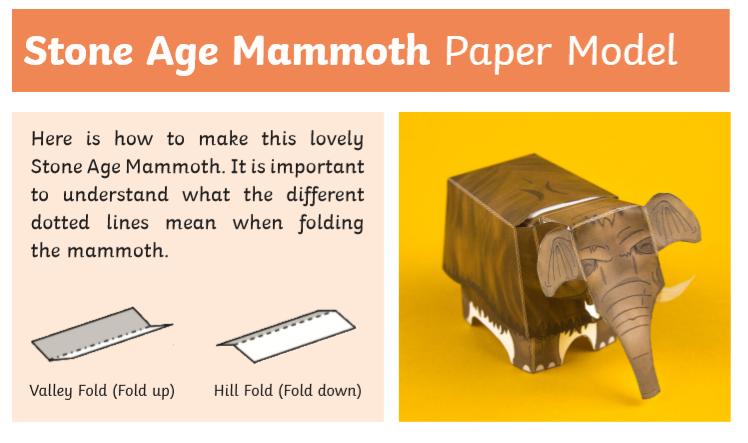 Stone Age Mammoth Paper Model
Here is how to make this lovely
Stone Age Mammoth. It is important
to understand what the different
dotted lines mean when folding
the mammoth.
Valley Fold (Fold up)
Hill Fold (Fold down)